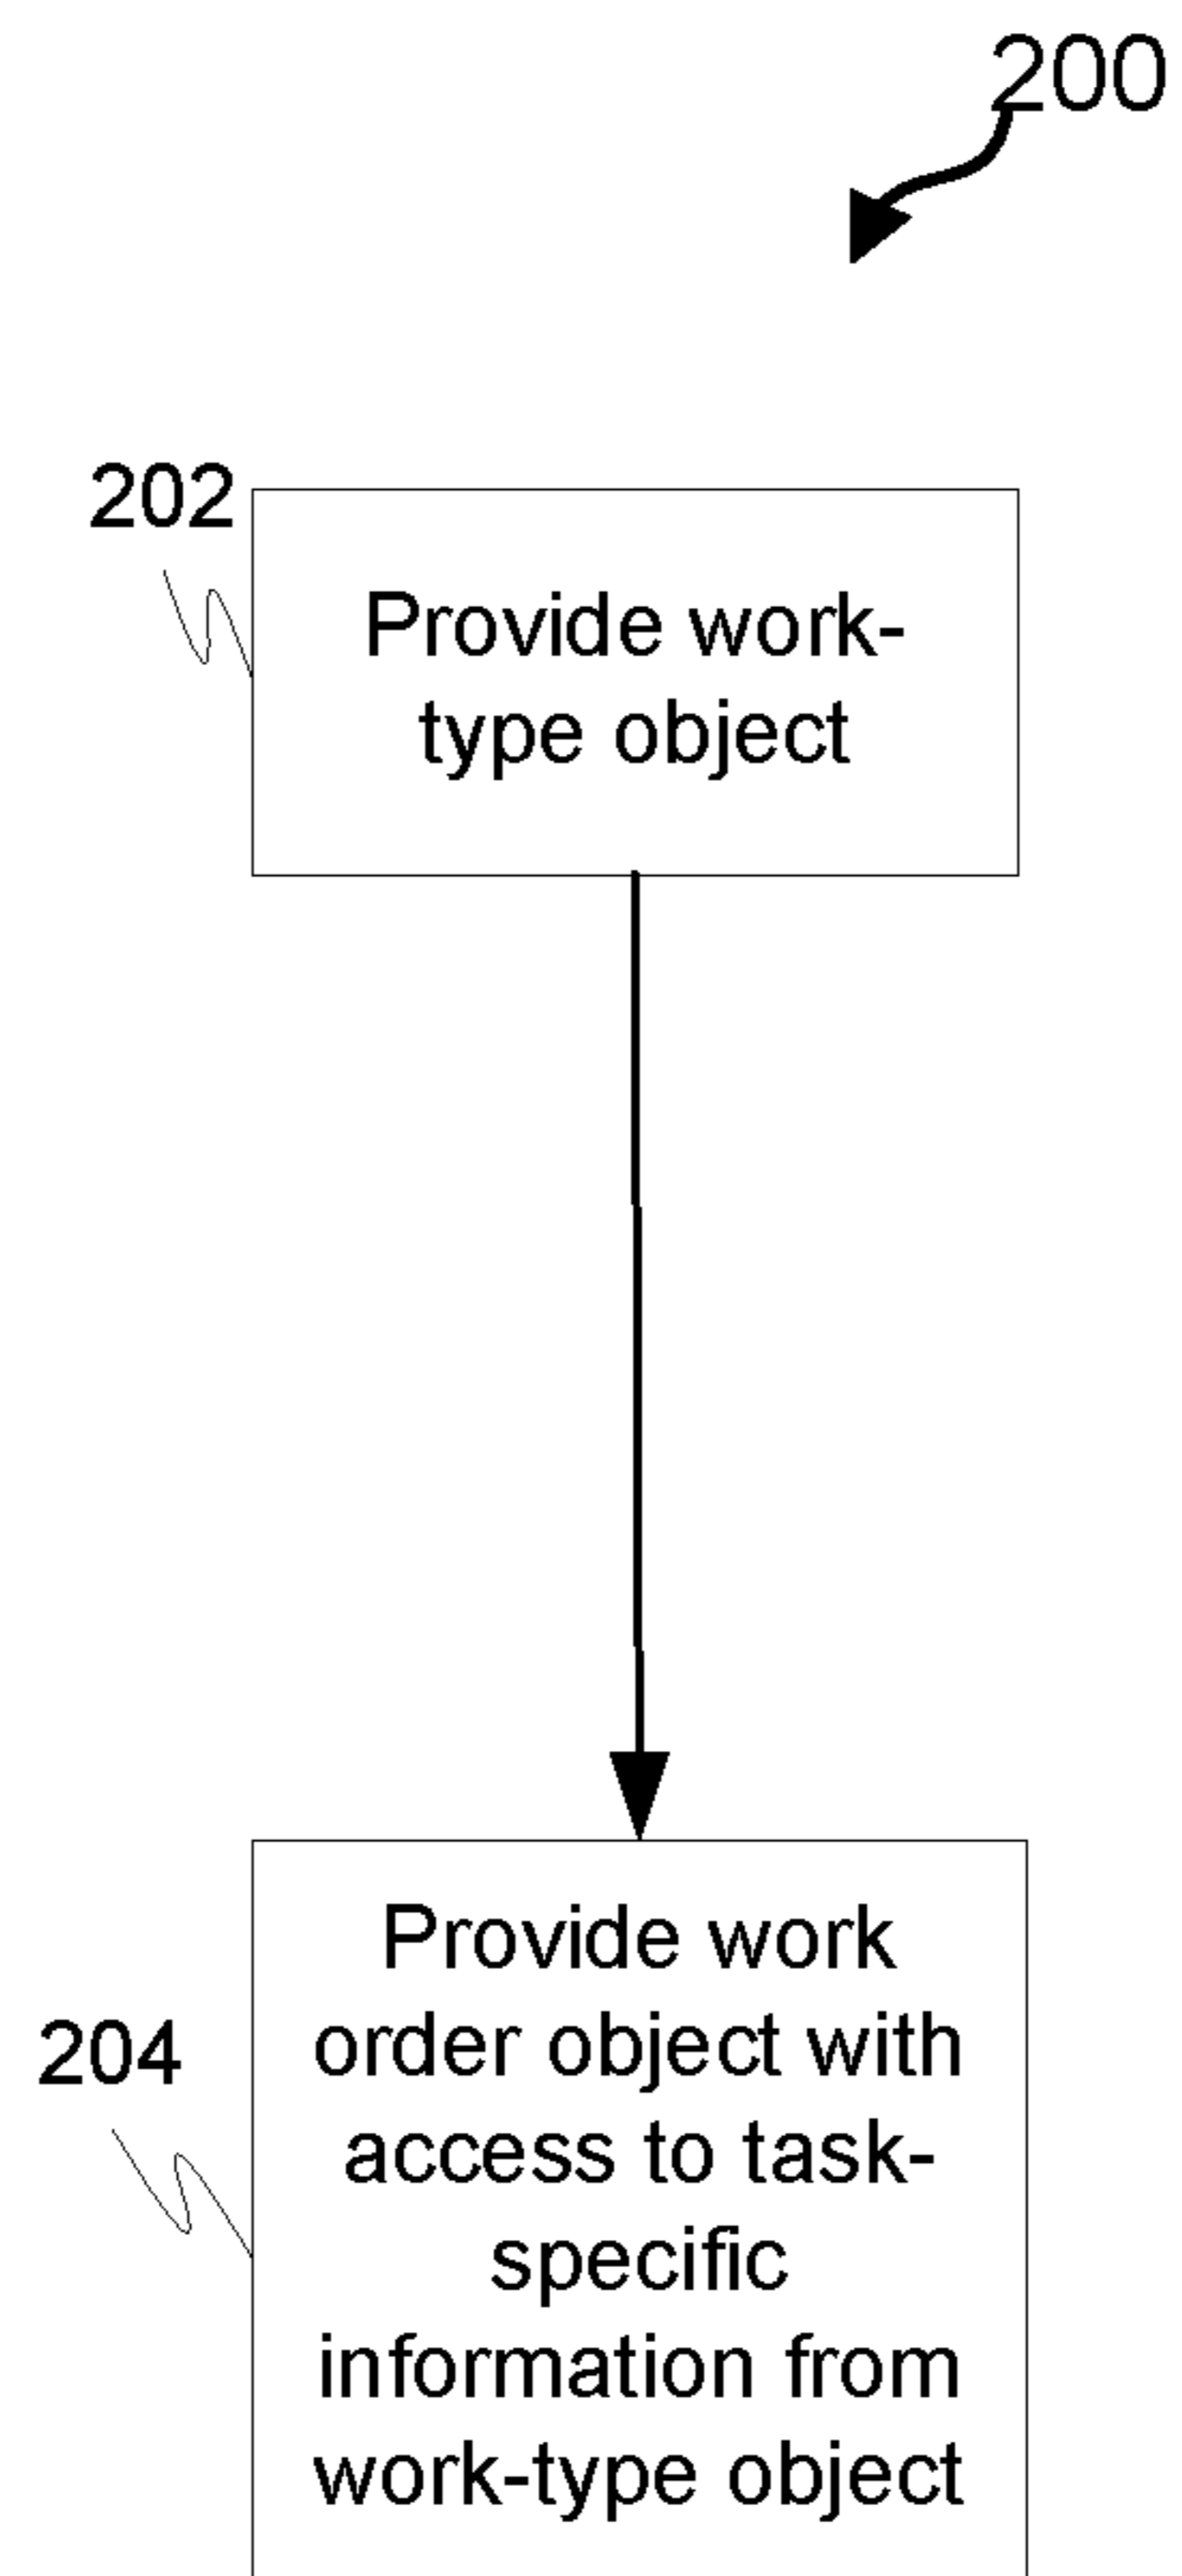 200
202
Provide work-
type object
Provide work
order object with
204
access to task-
specific
information from
work-type object